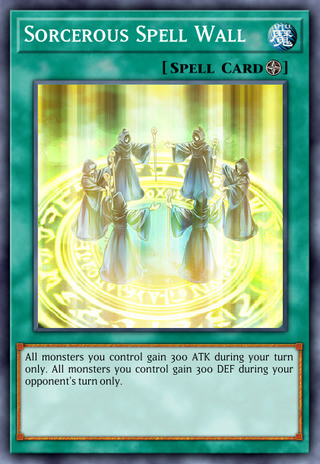 Sorcerous Spell Wall
[Spell Card]
All monsters you control gain 300 ATK during your turn
only. All monsters you control gain 300 DEF during your
opponent's turn only.